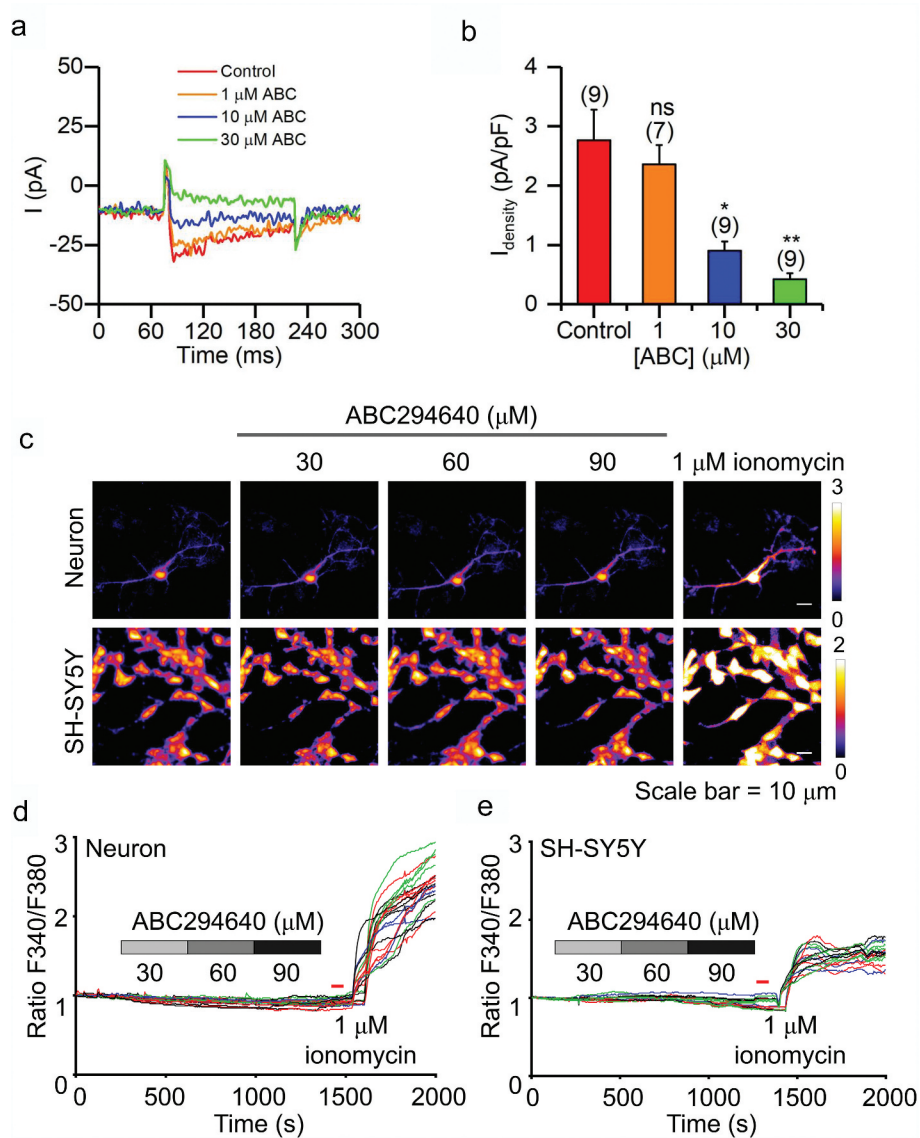 a
50
25
0
-25
-50
I (pA)
0 60 120 180 240 300
Time (ms)
Control
1 μM ABC
10 μM ABC
30 μM ABC
b
4
3
2
1
0
I density (pA/pF)
(9)
ns
(7)
*
(9)
**
(9)
Control 1 10 30
[ABC] (μM)
c
ABC294640 (μM)
30 60 90 1 μM ionomycin
Neuron
3
0
SH-SY5Y
2
0
Scale bar = 10 μm
d
Neuron
3
2
1
0
Ratio F340/F380
ABC294640 (μM)
30 60 90
1 μM
ionomycin
0 500 1000 1500 2000
Time (s)
e
SH-SY5Y
3
2
1
0
Ratio F340/F380
ABC294640 (μM)
30 60 90
1 μM
ionomycin
0 500 1000 1500 2000
Time (s)